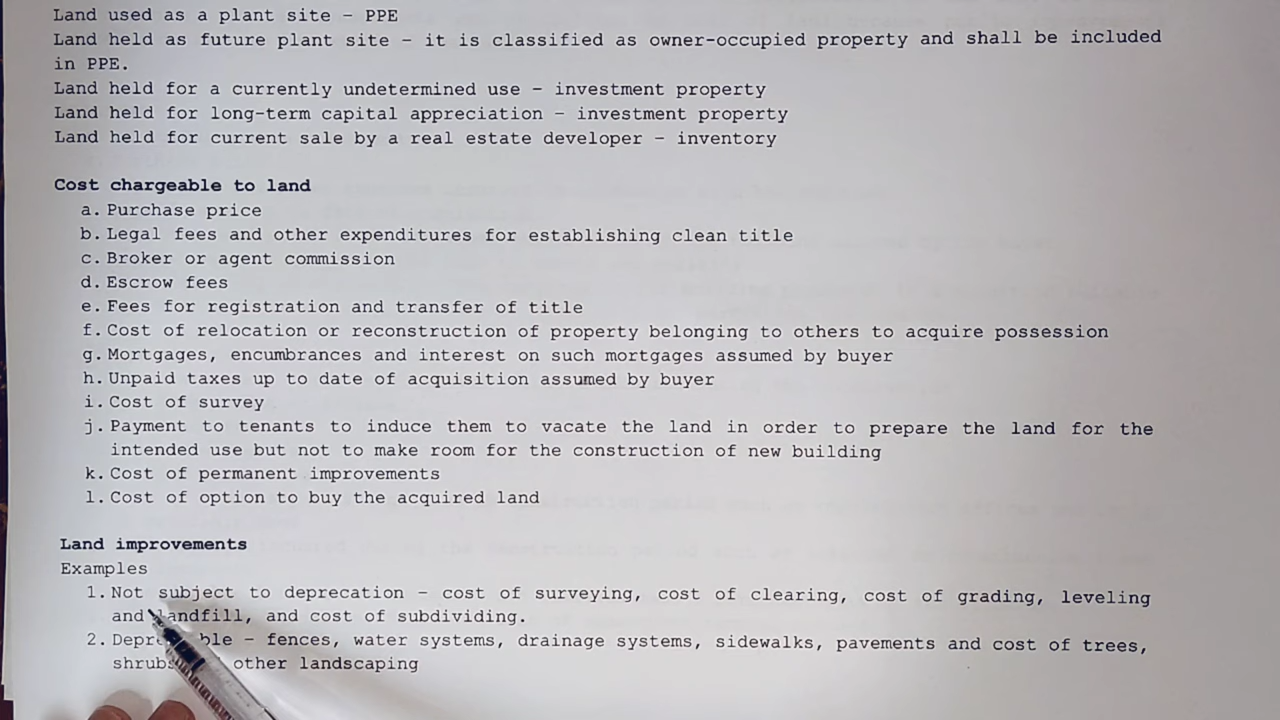 Land used as a plant site – PPE
Land held as future plant site – it is classified as owner-occupied property and shall be included
in PPE.
Land held for a currently undetermined use – investment property
Land held for long-term capital appreciation – investment property
Land held for current sale by a real estate developer – inventory
Cost chargeable to land
a. Purchase price
b. Legal fees and other expenditures for establishing clean title
c. Broker or agent commission
d. Escrow fees
e. Fees for registration and transfer of title
f. Cost of relocation or reconstruction of property belonging to others to acquire possession
g. Mortgages, encumbrances and interest on such mortgages assumed by buyer
h. Unpaid taxes up to date of acquisition assumed by buyer
i. Cost of survey
j. Payment to tenants to induce them to vacate the land in order to prepare the land for the
intended use but not to make room for the construction of new building
k. Cost of permanent improvements
l. Cost of option to buy the acquired land
Land improvements
Examples
1. Not subject to deprecation – cost of surveying, cost of clearing, cost of grading, leveling
and landfill, and cost of subdividing.
2. – fences, water systems, drainage systems, sidewalks, pavements and cost of trees,
other landscaping